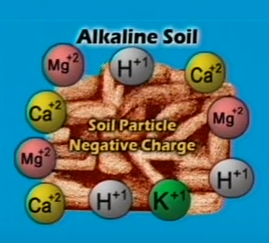 Alkaline Soil
Mg+2
H+1
Ca+2
Ca+2
Soil Particle
Negative Charge
Mg+2
Mg+2
H+1
Ca+2
H+1
K+1